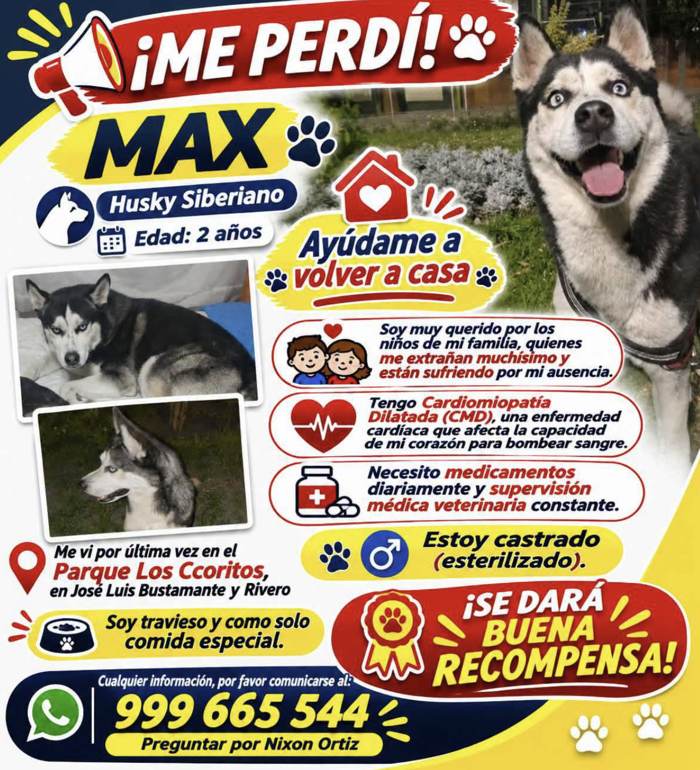 ¡ME PERDÍ!
MAX
Husky Siberiano
Edad: 2 años
Ayúdame a
volver a casa
Soy muy querido por los
niños de mi familia, quienes
me extrañan muchísimo y
están sufriendo por mi ausencia.
Tengo Cardiomiopatía
Dilatada (CMD), una enfermedad
cardíaca que afecta la capacidad
de mi corazón para bombear sangre.
Necesito medicamentos
diariamente y supervisión
médica veterinaria constante.
Estoy castrado
(esterilizado).
Me vi por última vez en el
Parque Los Ccoritos,
en José Luis Bustamante y Rivero
Soy travieso y como solo
comida especial.
¡SE DARÁ
BUENA
RECOMPENSA!
Cualquier información, por favor comunicarse al:
999 665 544
Preguntar por Nixon Ortiz